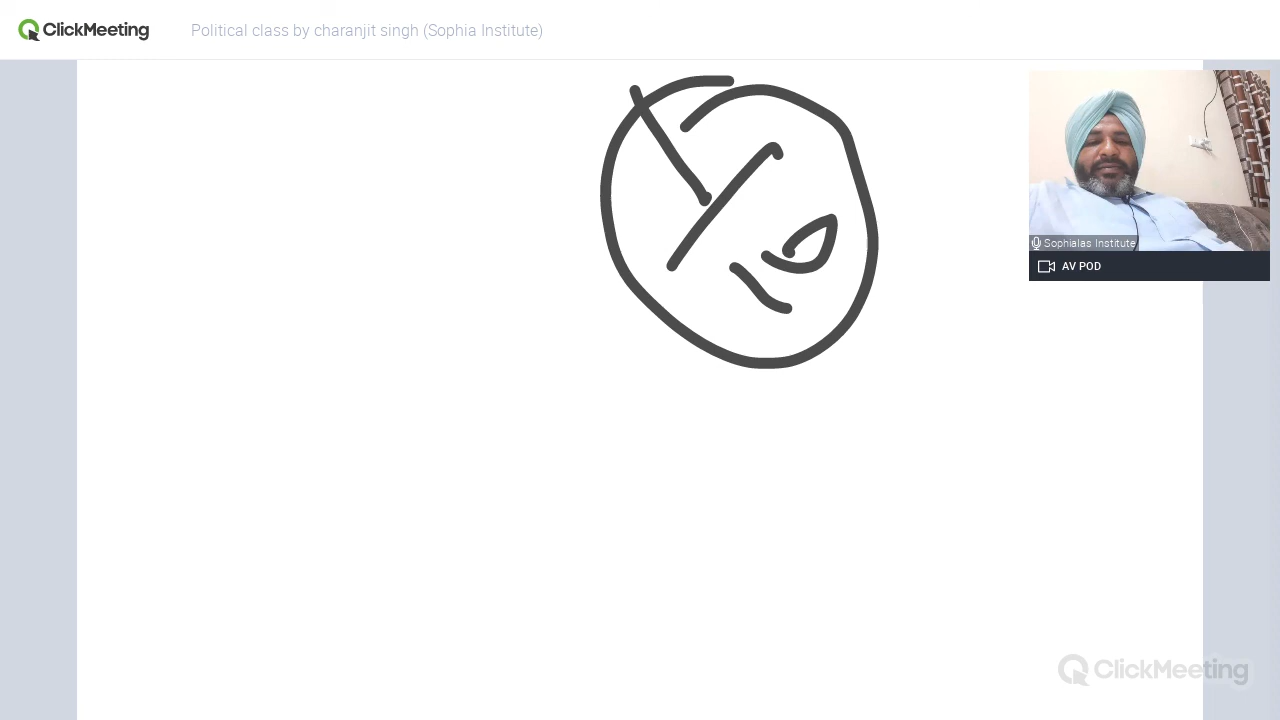 ClickMeeting Political class by charanjit singh (Sophia Institute)
Sophialas Institute
AV POD
ClickMeeting